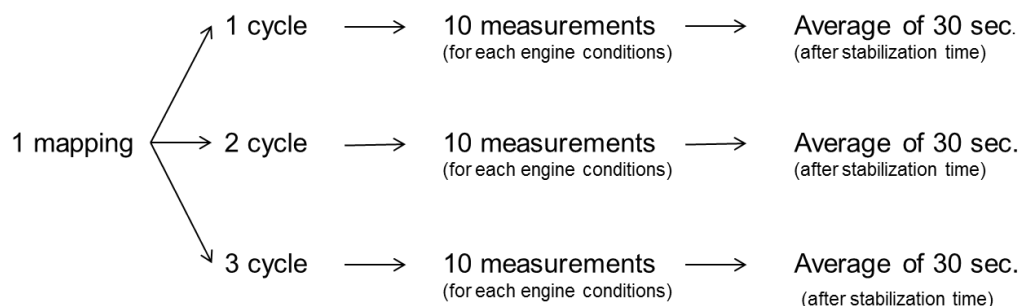 1 cycle
10 measurements
(for each engine conditions)
Average of 30 sec.
(after stabilization time)
1 mapping
2 cycle
10 measurements
(for each engine conditions)
Average of 30 sec.
(after stabilization time)
3 cycle
10 measurements
(for each engine conditions)
Average of 30 sec.
(after stabilization time)